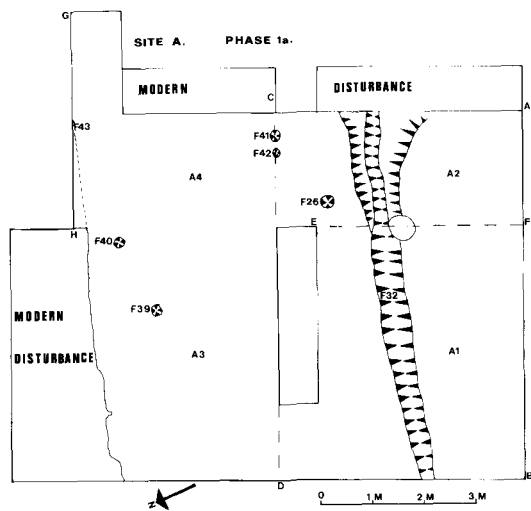 G
SITE A. PHASE 1a.
MODERN
C
DISTURBANCE
A
F43
F41
F42
A4
A2
F26
E
F
H
F40
F32
F39
MODERN
DISTURBANCE
A3
A1
D
B
N
0 1 M 2 M 3 M